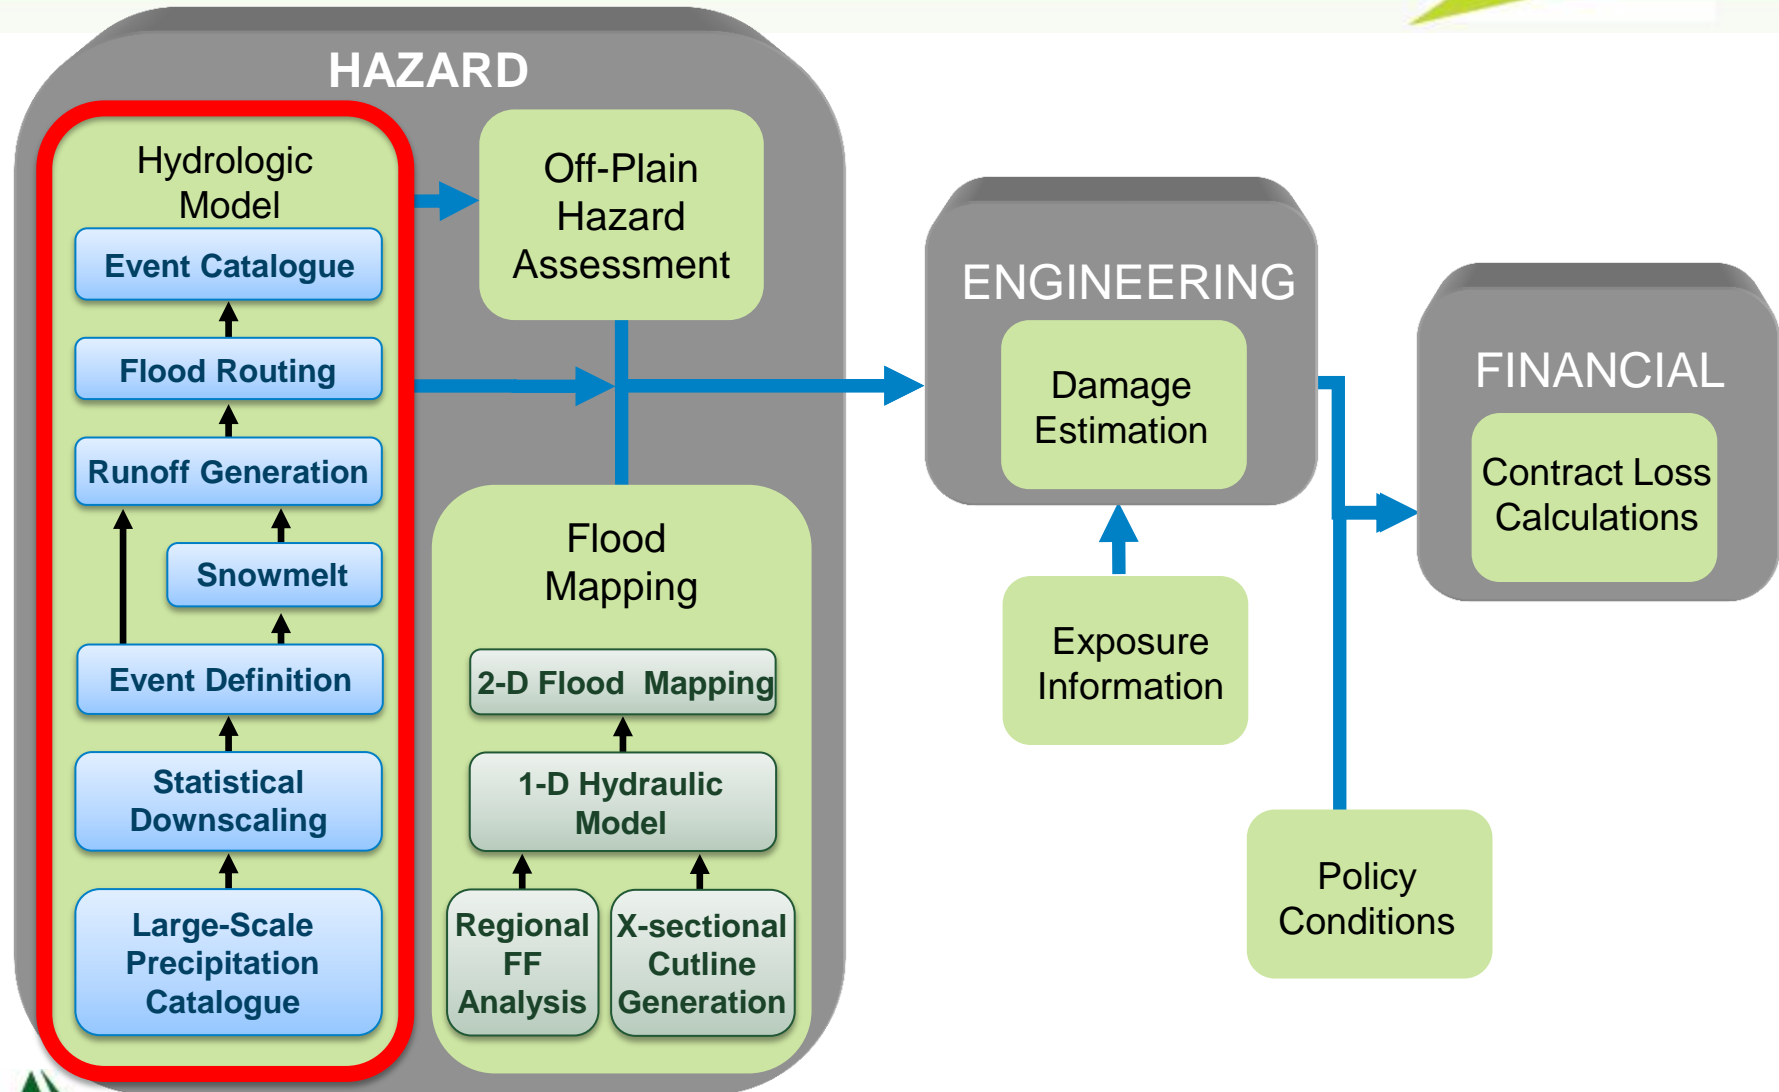 HAZARD
Hydrologic
Model
Event Catalogue
Flood Routing
Runoff Generation
Snowmelt
Event Definition
Statistical
Downscaling
Large-Scale
Precipitation
Catalogue
Off-Plain
Hazard
Assessment
Flood
Mapping
2-D Flood Mapping
1-D Hydraulic
Model
Regional
FF
Analysis
X-sectional
Cutline
Generation
ENGINEERING
Damage
Estimation
Exposure
Information
FINANCIAL
Contract Loss
Calculations
Policy
Conditions